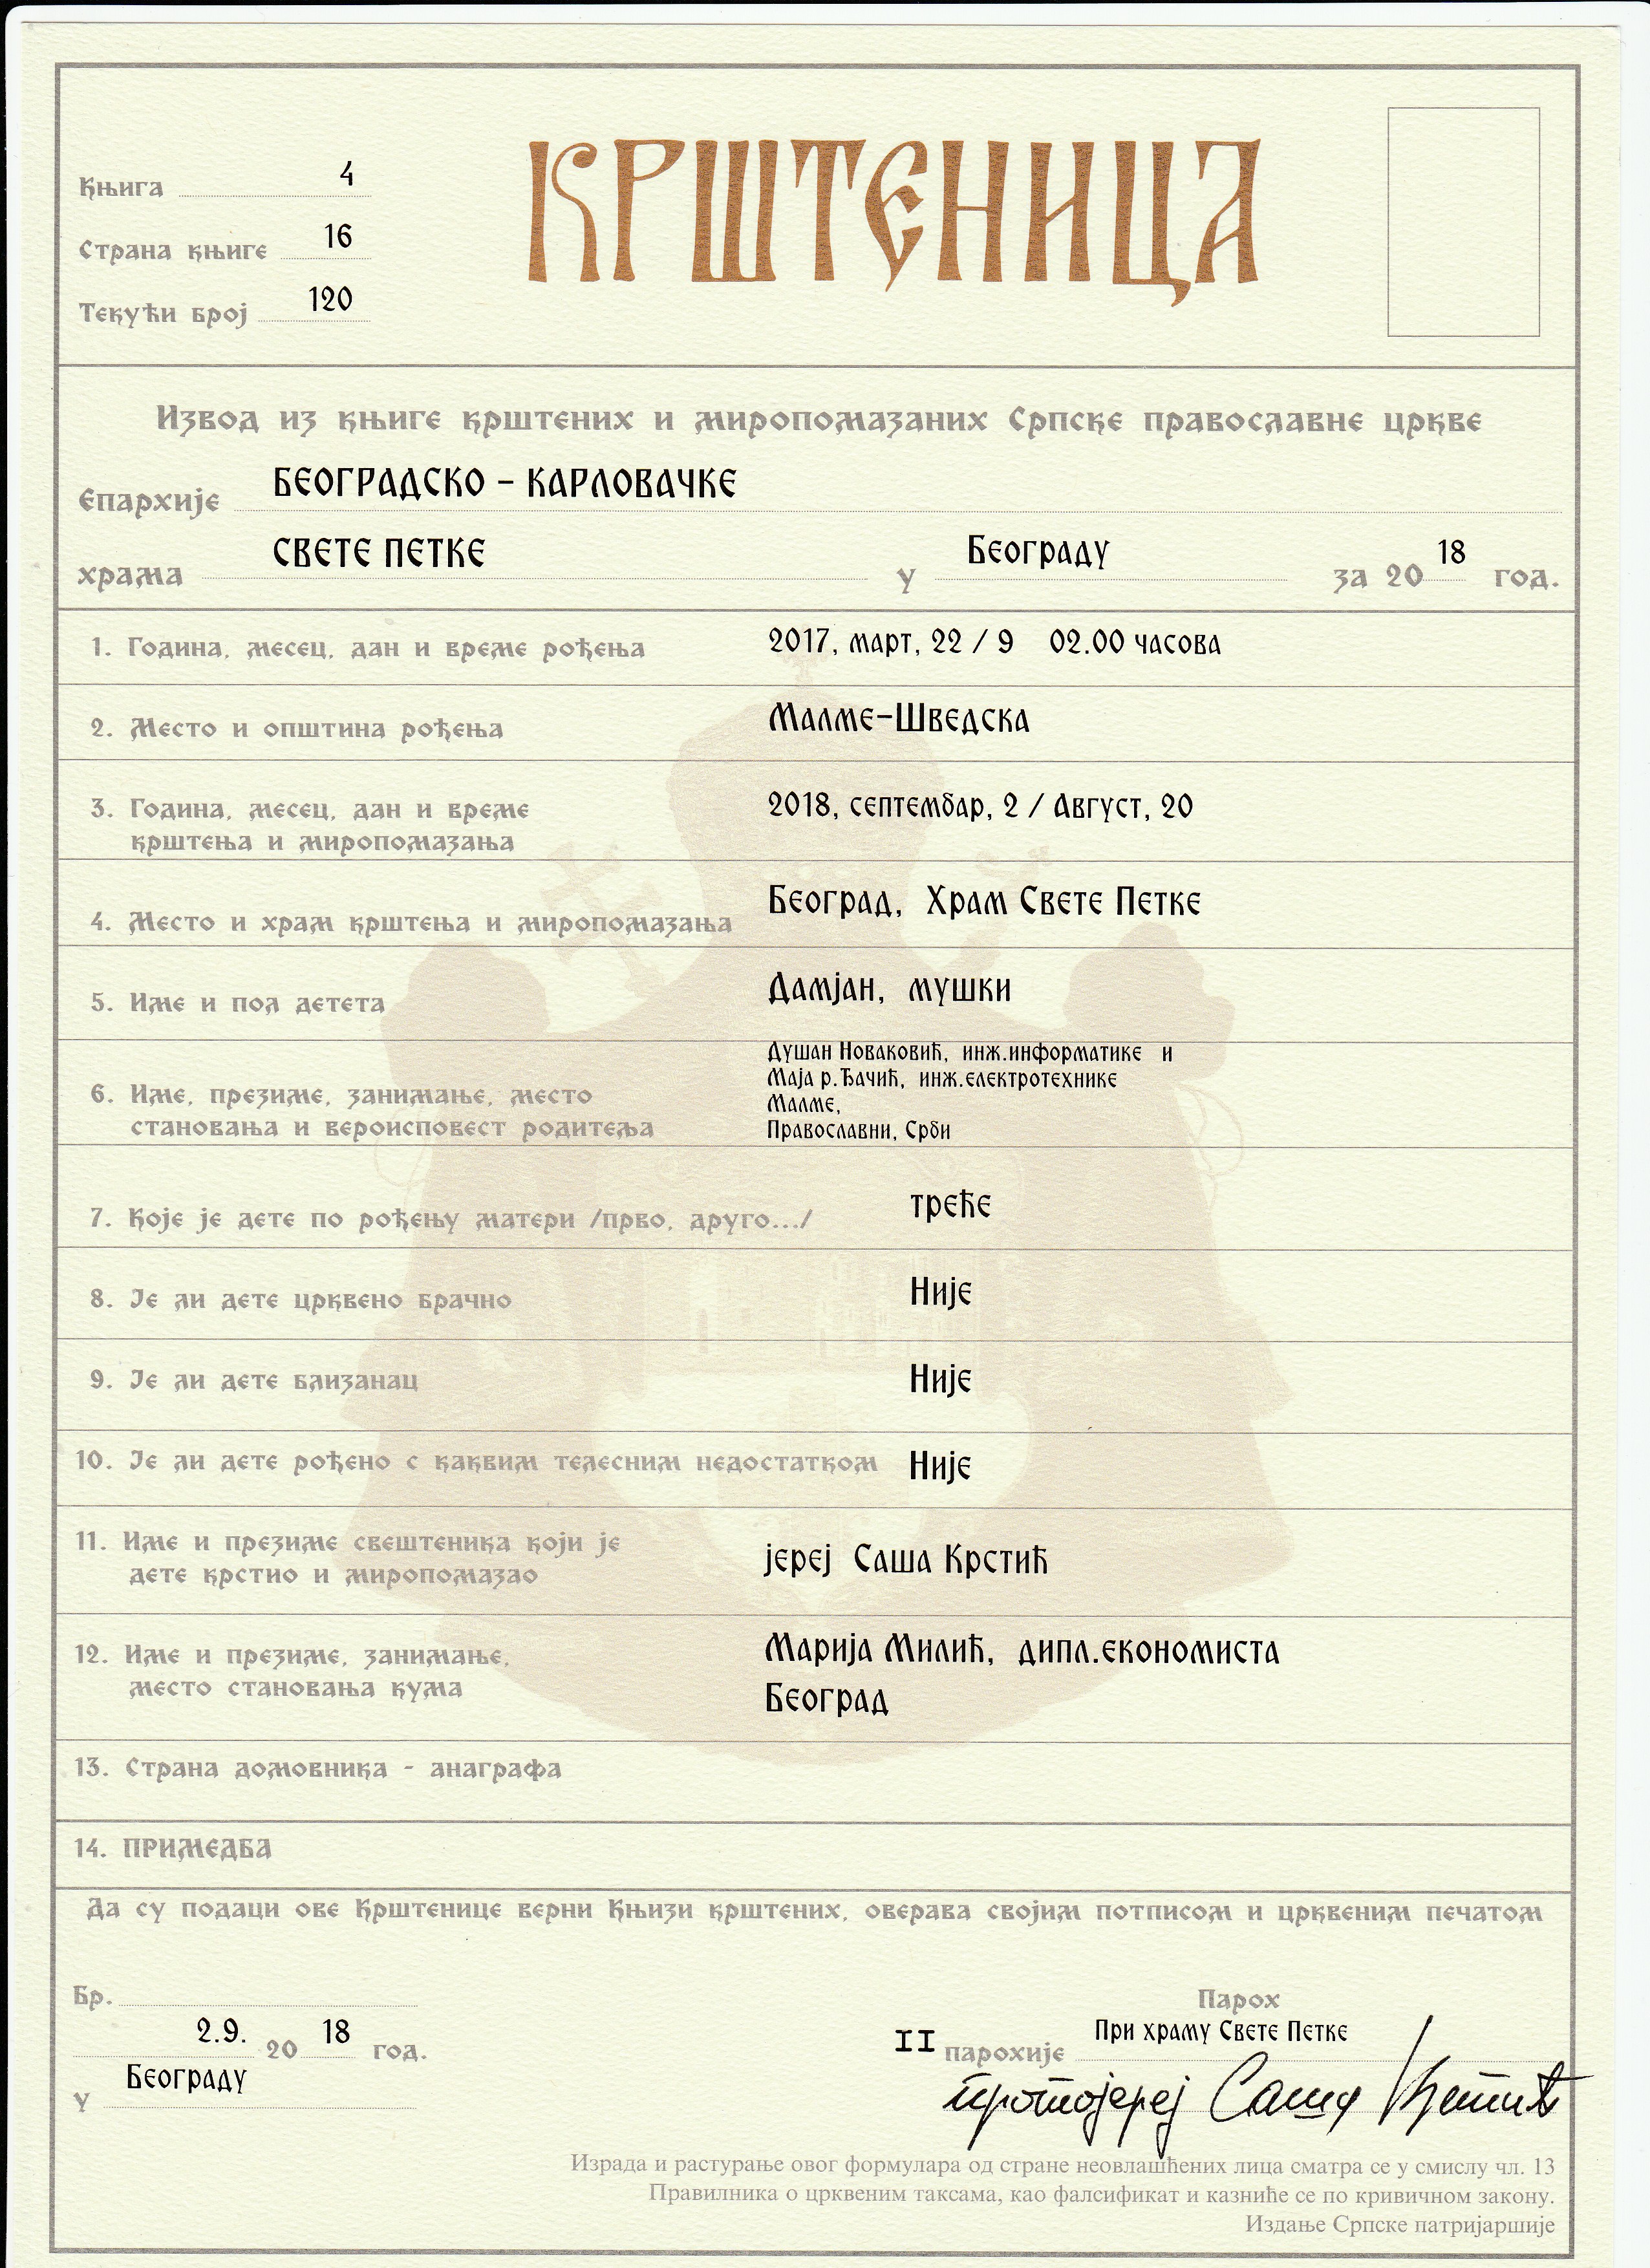 Књига 4
Страна књиге 16
Текући број 120
КРШТЕНИЦА
Извод из књиге крштених и миропомазаних Српске православне цркве
Епархије БЕОГРАДСКО - КАРЛОВАЧКЕ
храма СВЕТЕ ПЕТКЕ у Београду за 20 18 год.
1. Година, месец, дан и време рођења 2017, март, 22 / 9 02.00 часова
2. Место и општина рођења Малме-Шведска
3. Година, месец, дан и време 2018, септембар, 2 / Август, 20
крштења и миропомазања
4. Место и храм крштења и миропомазања Београд, Храм Свете Петке
5. Име и пол детета Дамјан, мушки
Душан Новаковић, инж.информатике и
Маја р.Ђачић, инж.електротехнике
6. Име, презиме, занимање, место Малме,
становања и вероисповест родитеља Православни, Срби
7. Које је дете по рођењу матери /прво, друго.../ треће
8. Је ли дете црквено брачно Није
9. Је ли дете близанац Није
10. Је ли дете рођено с каквим телесним недостатком Није
11. Име и презиме свештеника који је јереј Саша Крстић
дете крстио и миропомазао
12. Име и презиме, занимање, Марија Милић, дипл.економиста
место становања кума Београд
13. Страна домовника - анаграфа
14. ПРИМЕДБА
Да су подаци ове Крштенице верни Књизи крштених, оверава својим потписом и црквеним печатом
Бр.
Парох
2.9. 20 18 год. II парохије При храму Свете Петке
у Београду
протојереј Саша Крстић
Израда и растурање овог формулара од стране неовлашћених лица сматра се у смислу чл. 13
Правилника о црквеним таксама, као фалсификат и казниће се по кривичном закону.
Издање Српске патријаршије